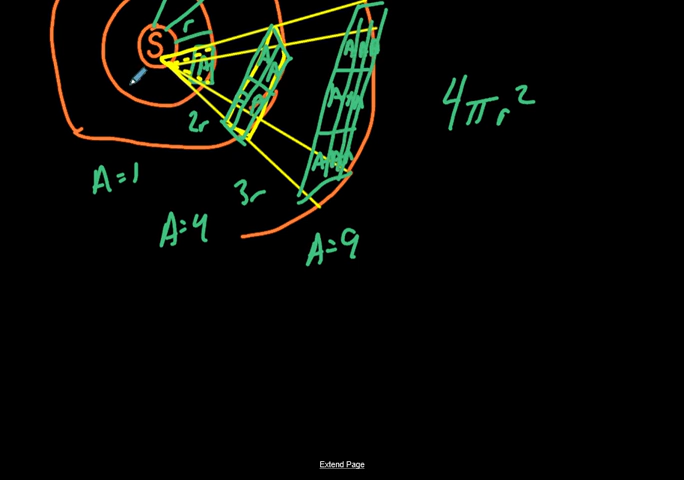 S
r
A
4πr²
A A
A A
A A A
A A A
A A A
2r
3r
A=1
A=4
A=9
Extend Page